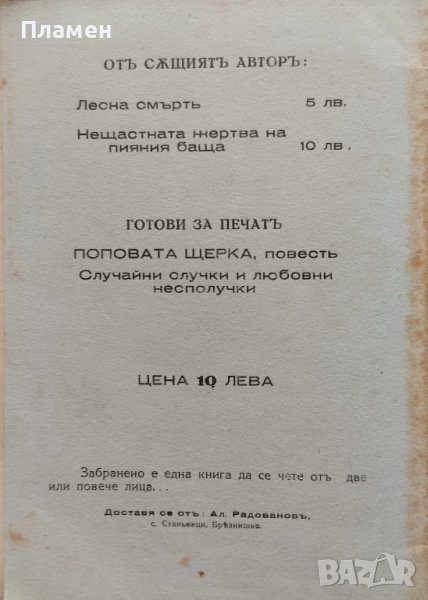 Пламен
ОТЪ СѪЩИЯТЪ АВТОРЪ:
Лесна смърть 5 лв.
Нещастната жертва на
пияния баща 10 лв.
ГОТОВИ ЗА ПЕЧАТЪ
ПОПОВАТА ЩЕРКА, повесть
Случайни случки и любовни
несполучки
ЦЕНА 10 ЛЕВА
Забранено е една книга да се чете отъ две
или повече лица...
Доставя се отъ: Ал. Радовановъ,
с. Станьовци, Брѣзнишко.
BAZAR